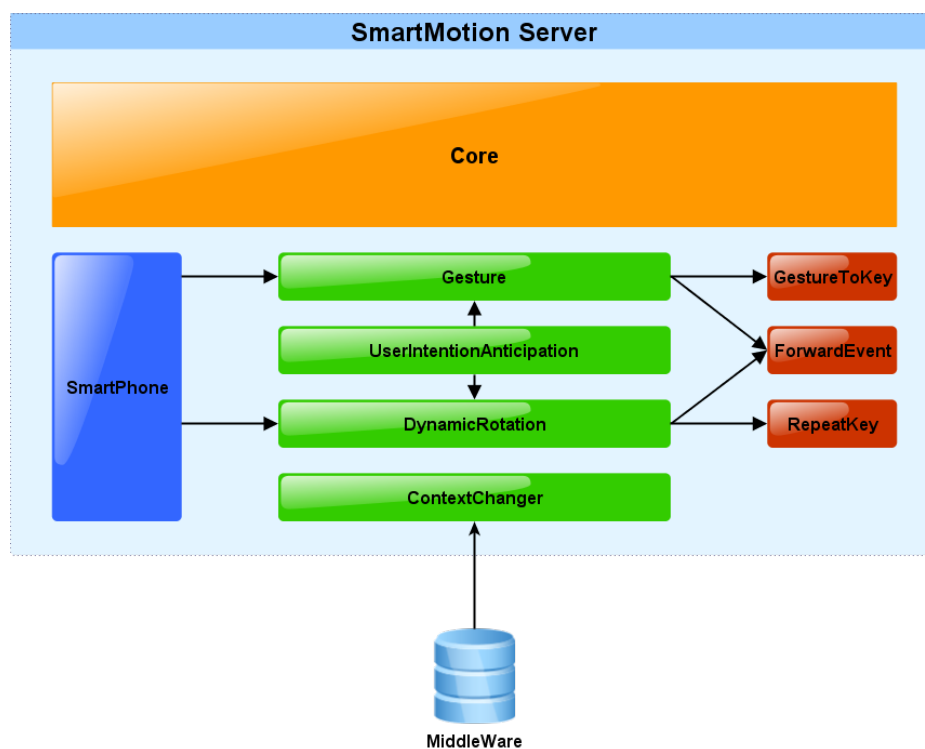 SmartMotion Server
Core
Gesture
GestureToKey
UserIntentionAnticipation
ForwardEvent
SmartPhone
DynamicRotation
RepeatKey
ContextChanger
MiddleWare